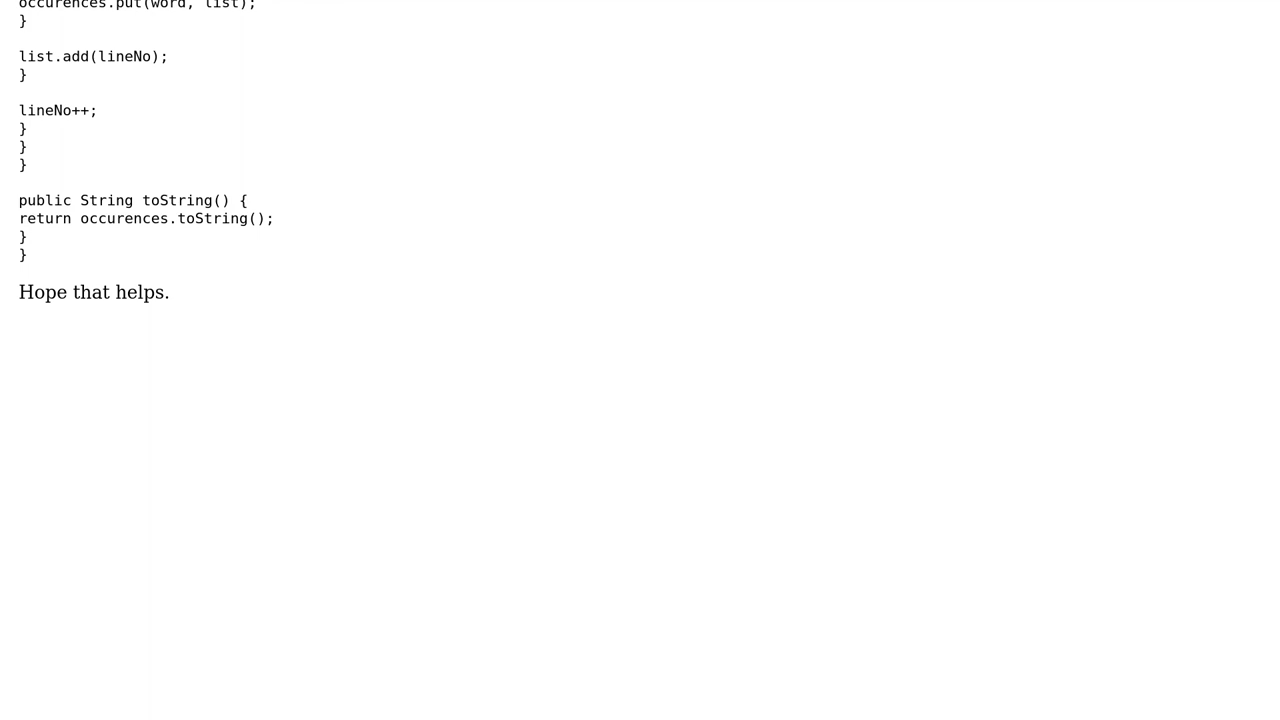 occurences.put(word, list);
}
list.add(lineNo);
}
lineNo++;
}
}
}
public String toString() {
return occurences.toString();
}
}
Hope that helps.